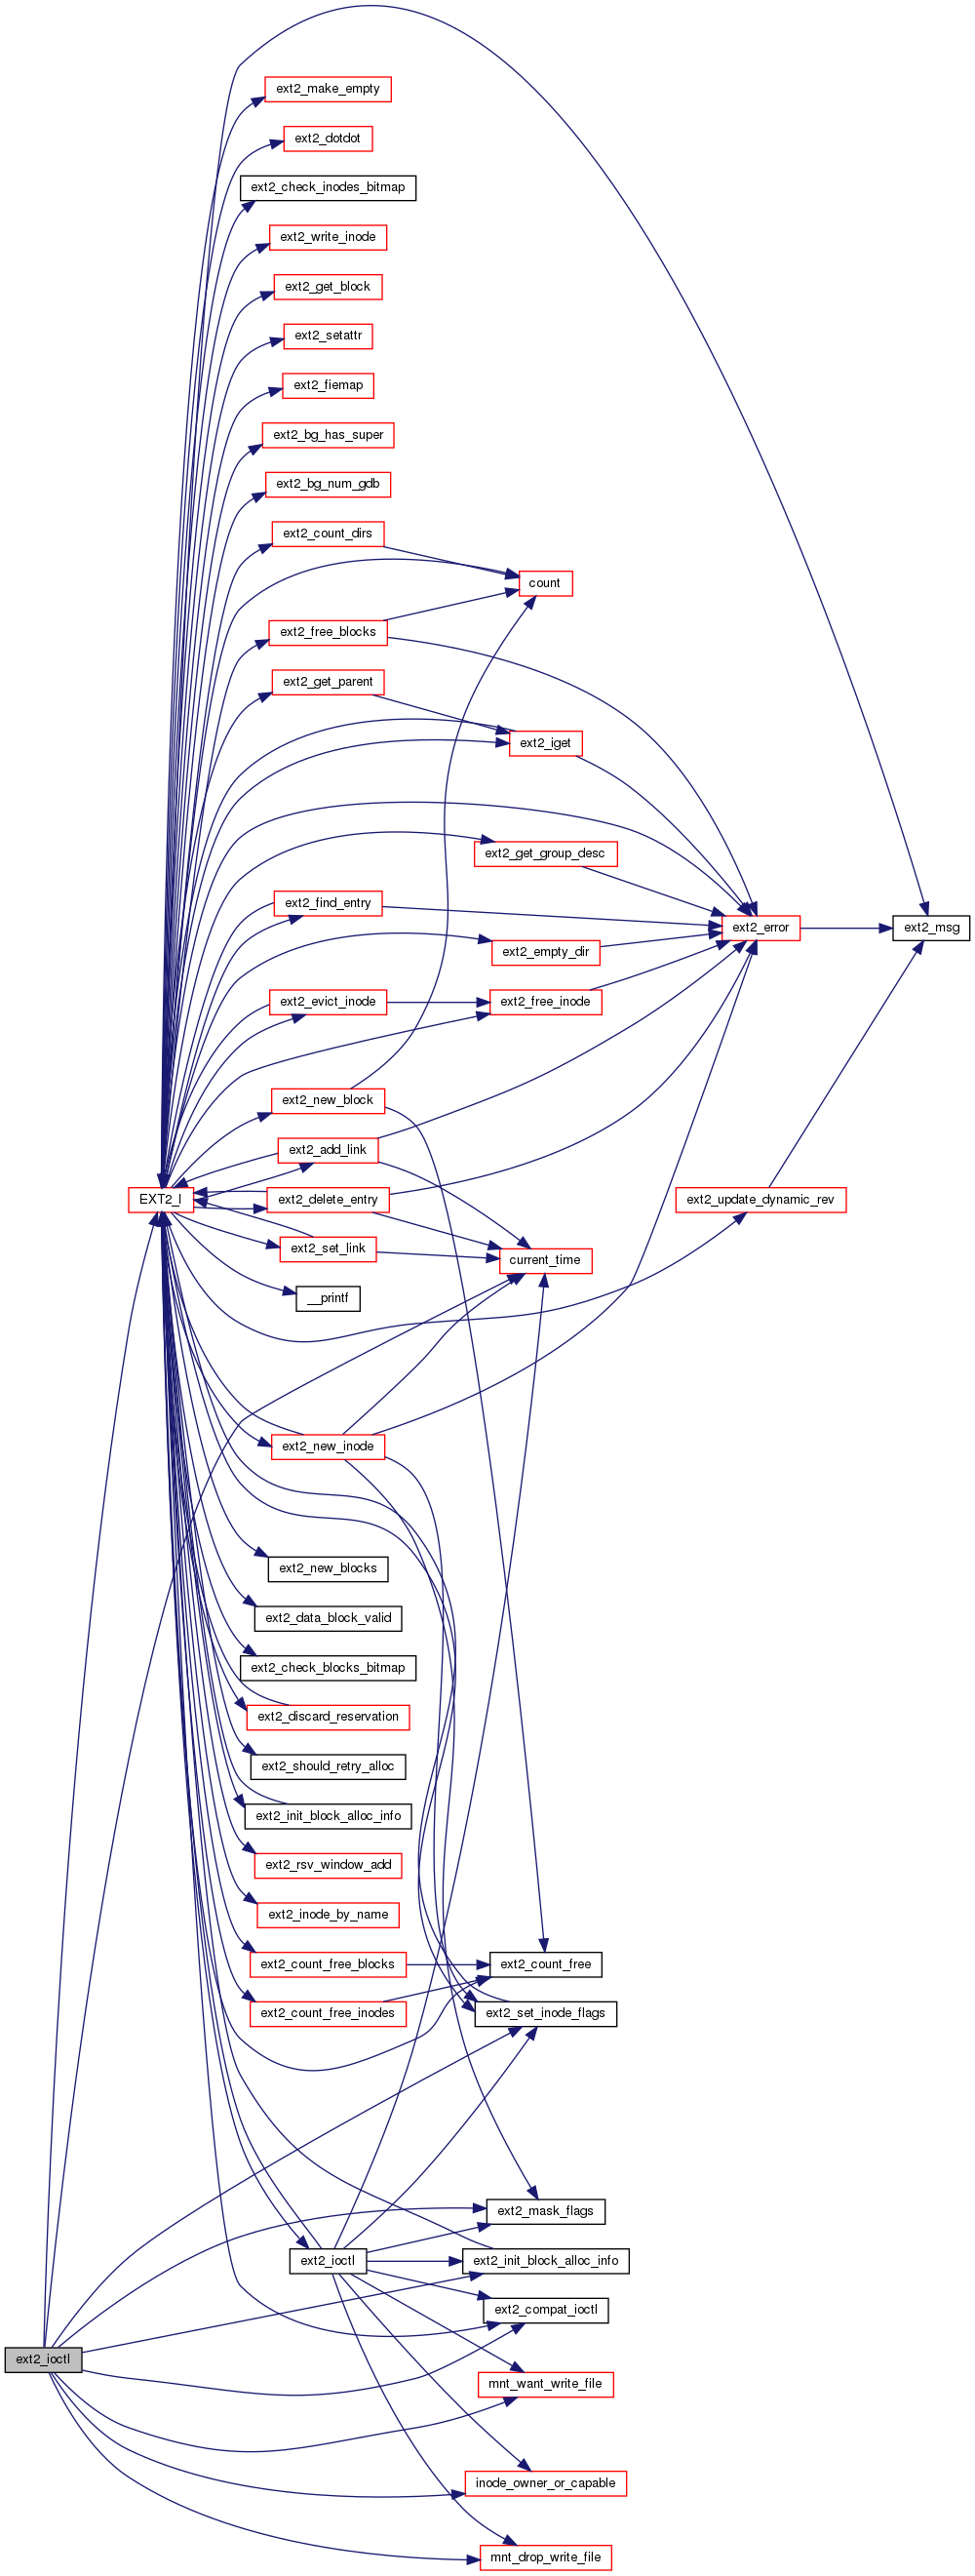 ext2_make_empty
ext2_dotdot
ext2_check_inodes_bitmap
ext2_write_inode
ext2_get_block
ext2_setattr
ext2_fiemap
ext2_bg_has_super
ext2_bg_num_gdb
ext2_count_dirs
count
ext2_free_blocks
ext2_get_parent
ext2_iget
ext2_get_group_desc
ext2_find_entry
ext2_error
ext2_msg
ext2_empty_dir
ext2_evict_inode
ext2_free_inode
ext2_new_block
ext2_add_link
EXT2_I
ext2_delete_entry
ext2_update_dynamic_rev
ext2_set_link
current_time
__printf
ext2_new_inode
ext2_new_blocks
ext2_data_block_valid
ext2_check_blocks_bitmap
ext2_discard_reservation
ext2_should_retry_alloc
ext2_init_block_alloc_info
ext2_rsv_window_add
ext2_inode_by_name
ext2_count_free_blocks
ext2_count_free
ext2_count_free_inodes
ext2_set_inode_flags
ext2_mask_flags
ext2_ioctl
ext2_init_block_alloc_info
ext2_compat_ioctl
ext2_ioctl
mnt_want_write_file
inode_owner_or_capable
mnt_drop_write_file